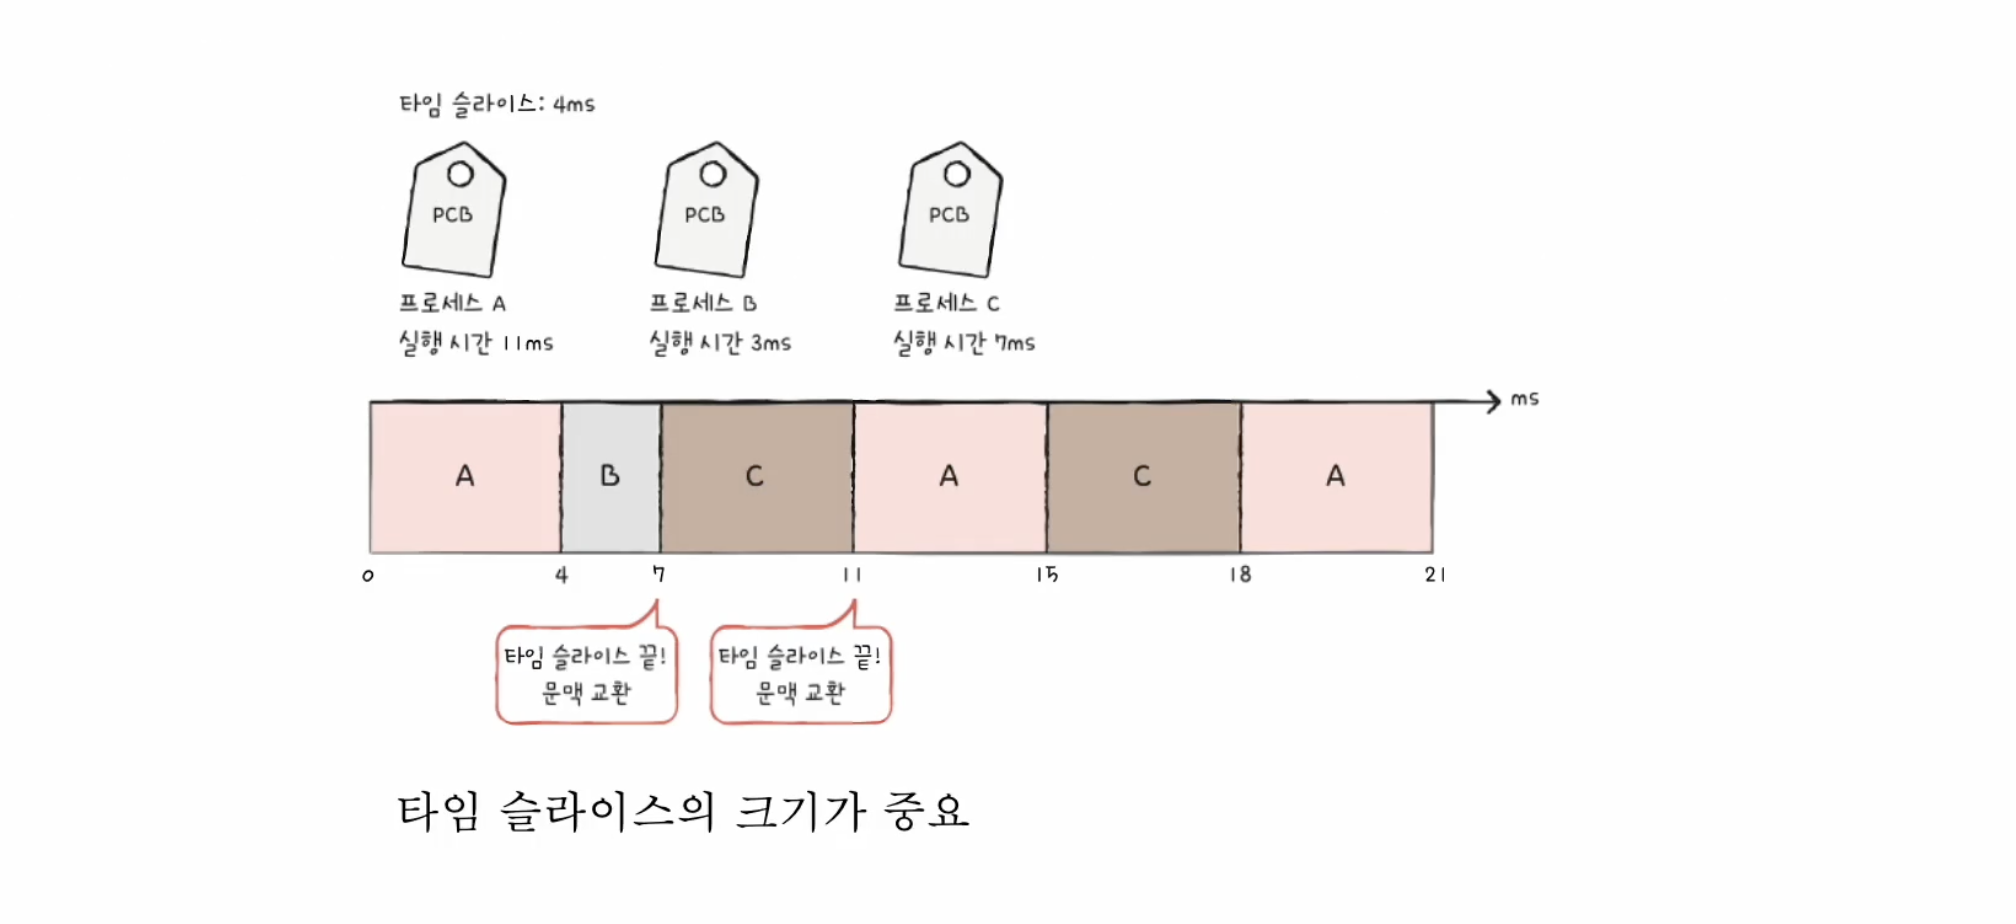 타임 슬라이스: 4ms
PCB
PCB
PCB
프로세스 A
실행 시간 11ms
프로세스 B
실행 시간 3ms
프로세스 C
실행 시간 7ms
ms
A
B
C
A
C
A
0
4
7
11
15
18
21
타임 슬라이스 끝!
문맥 교환
타임 슬라이스 끝!
문맥 교환
타임 슬라이스의 크기가 중요